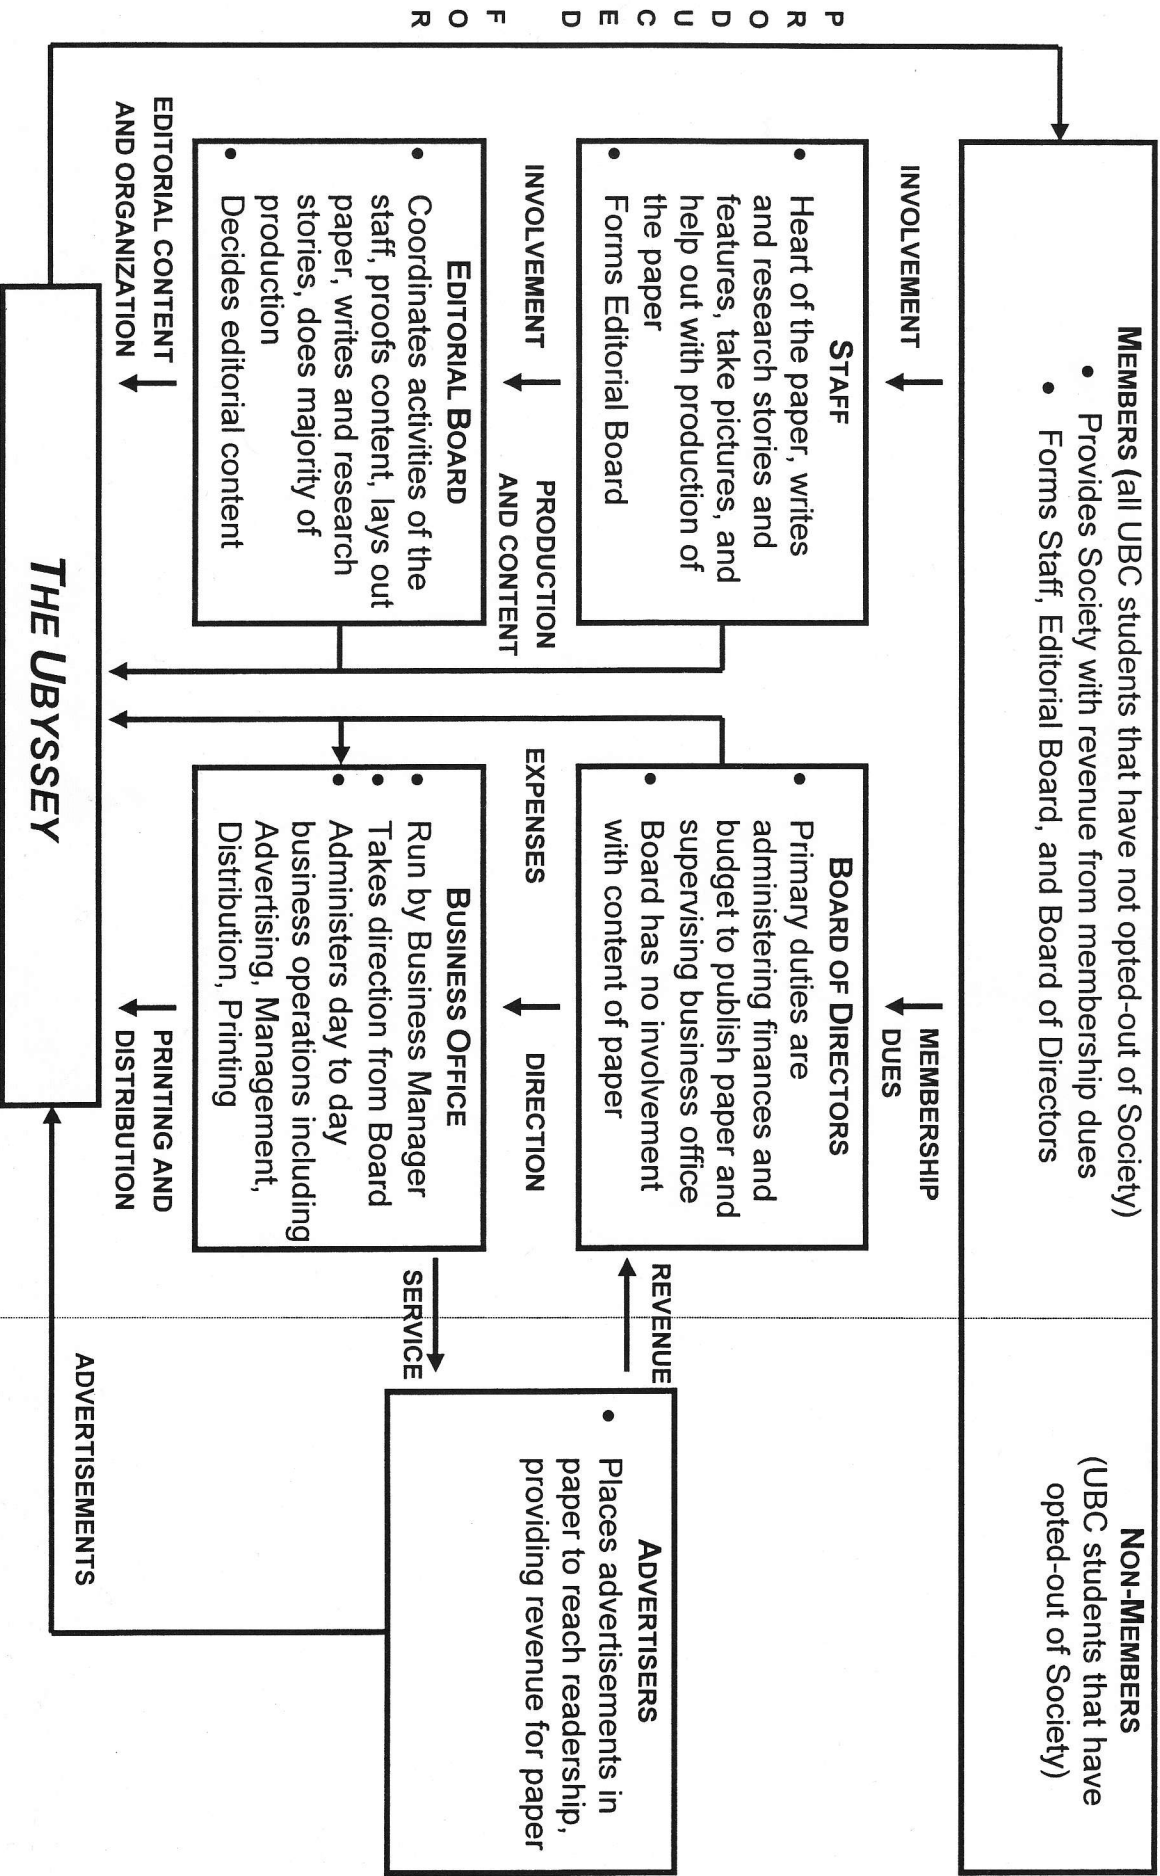 MEMBERS (all UBC students that have not opted-out of Society)
• Provides Society with revenue from membership dues
• Forms Staff, Editorial Board, and Board of Directors
NON-MEMBERS
(UBC students that have
opted-out of Society)
INVOLVEMENT
MEMBERSHIP
DUES
STAFF
• Heart of the paper, writes
and research stories and
features, take pictures, and
help out with production of
the paper
• Forms Editorial Board
BOARD OF DIRECTORS
• Primary duties are
administering finances and
budget to publish paper and
supervising business office
• Board has no involvement
with content of paper
REVENUE
ADVERTISERS
• Places advertisements in
paper to reach readership,
providing revenue for paper
INVOLVEMENT
PRODUCTION
AND CONTENT
EXPENSES
DIRECTION
EDITORIAL BOARD
• Coordinates activities of the
staff, proofs content, lays out
paper, writes and research
stories, does majority of
production
• Decides editorial content
BUSINESS OFFICE
• Run by Business Manager
• Takes direction from Board
• Administers day to day
business operations including
Advertising, Management,
Distribution, Printing
SERVICE
EDITORIAL CONTENT
AND ORGANIZATION
PRINTING AND
DISTRIBUTION
ADVERTISEMENTS
THE UBYSSEY
P
R
O
D
U
C
E
D
F
O
R